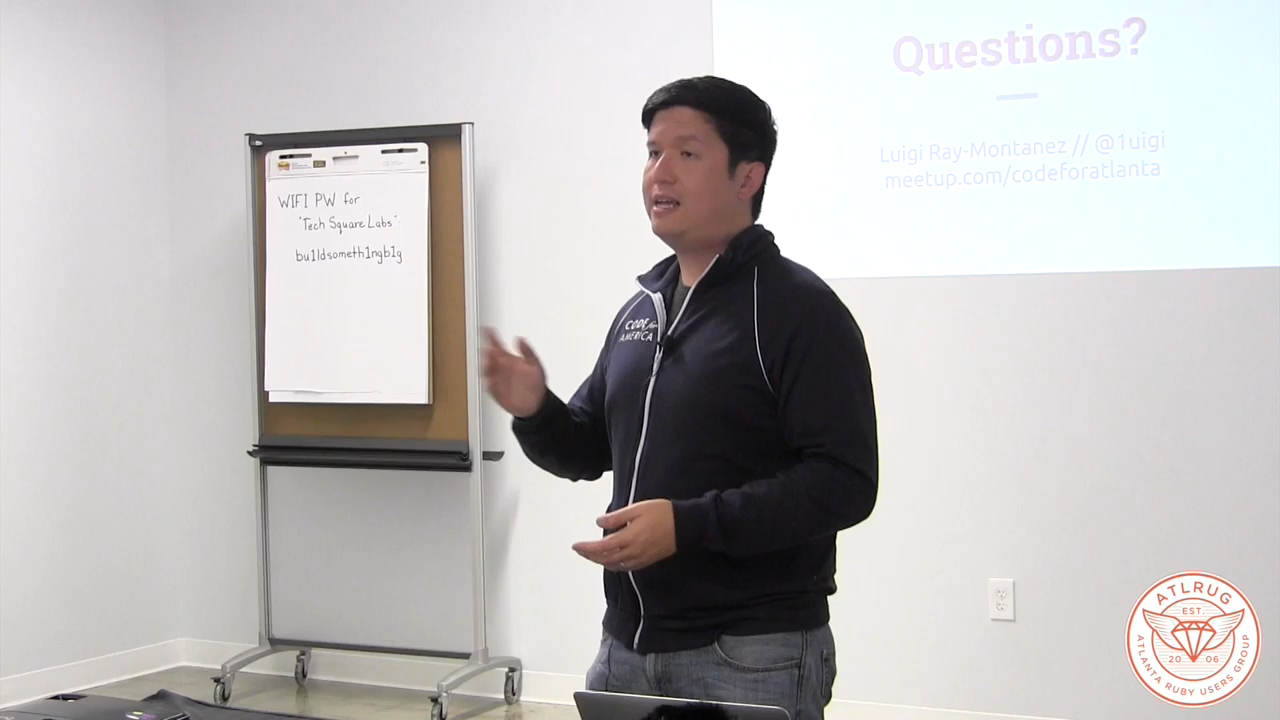 Questions?
Luigi Ray-Montanez // @1uigi
meetup.com/codeforatlanta
WIFI PW for
"Tech Square Labs":
bu1ldsometh1ngb1g
CODE for
AMERICA
ATLRUG
EST.
20 06
ATLANTA RUBY USERS GROUP